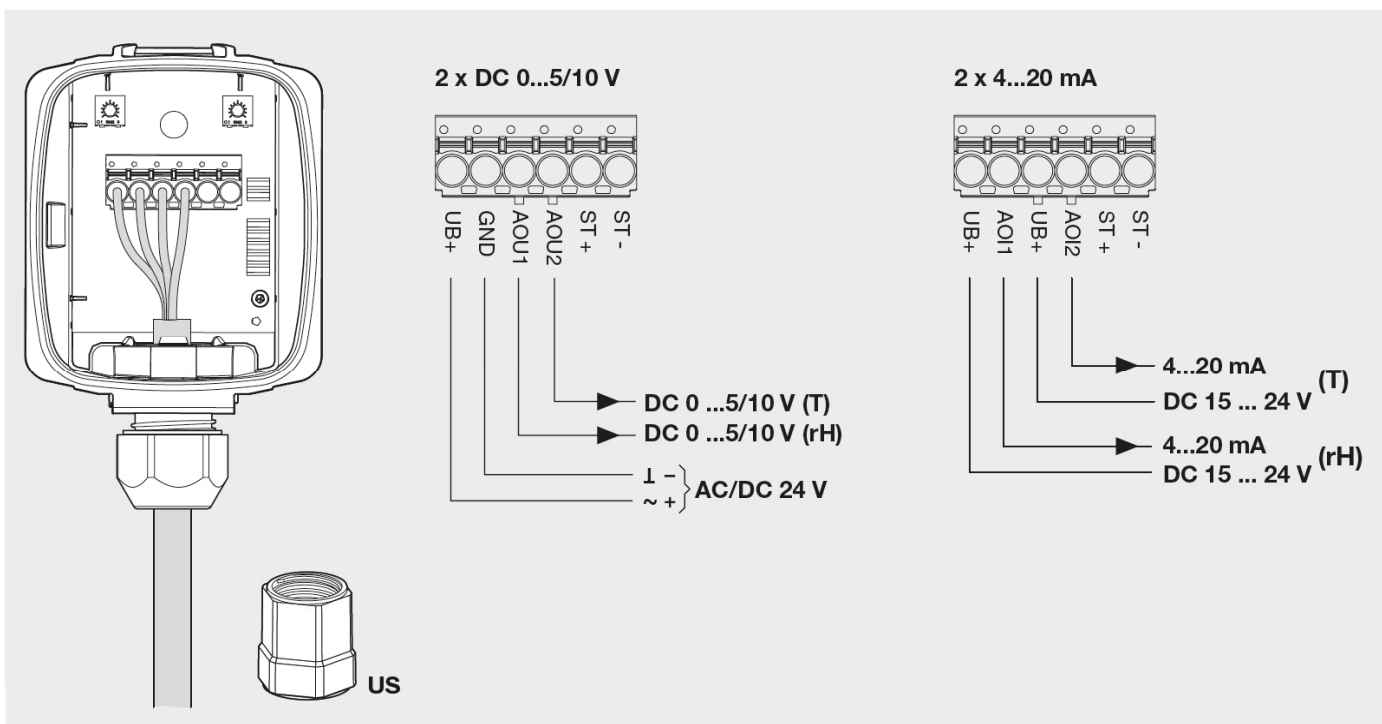 2 x DC 0...5/10 V
UB+
GND
AOU1
AOU2
ST +
ST -
DC 0 ...5/10 V (T)
DC 0 ...5/10 V (rH)
⊥ –
~ +
AC/DC 24 V
2 x 4...20 mA
UB+
AOI1
UB+
AOI2
ST +
ST -
4...20 mA
DC 15 ... 24 V
(T)
4...20 mA
DC 15 ... 24 V
(rH)
US